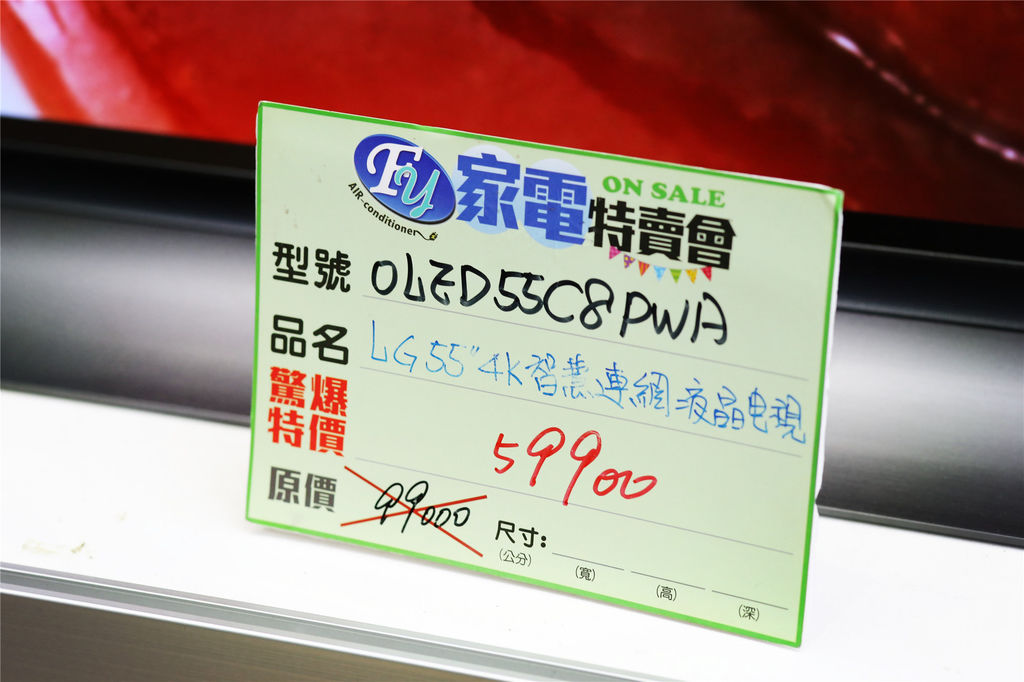 Fy
AIR-conditioner
家電
ON SALE
特賣會
型號 OLED55C8PWA
品名 LG 55" 4K智慧連網液晶电視
驚爆
特價
59900
原價 99000
尺寸:
(公分) (寬) (高) (深)